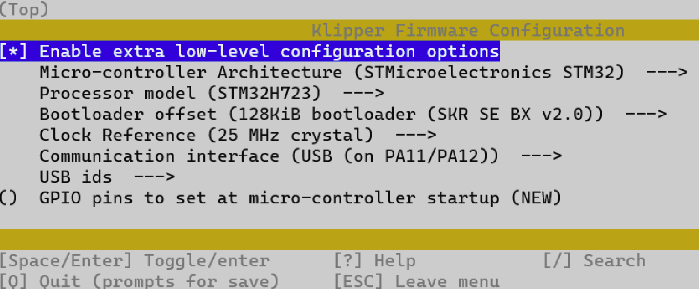 (Top)
Klipper Firmware Configuration
[*] Enable extra low-level configuration options
Micro-controller Architecture (STMicroelectronics STM32) --->
Processor model (STM32H723) --->
Bootloader offset (128KiB bootloader (SKR SE BX v2.0)) --->
Clock Reference (25 MHz crystal) --->
Communication interface (USB (on PA11/PA12)) --->
USB ids --->
() GPIO pins to set at micro-controller startup (NEW)
[Space/Enter] Toggle/enter [?] Help [/] Search
[Q] Quit (prompts for save) [ESC] Leave menu